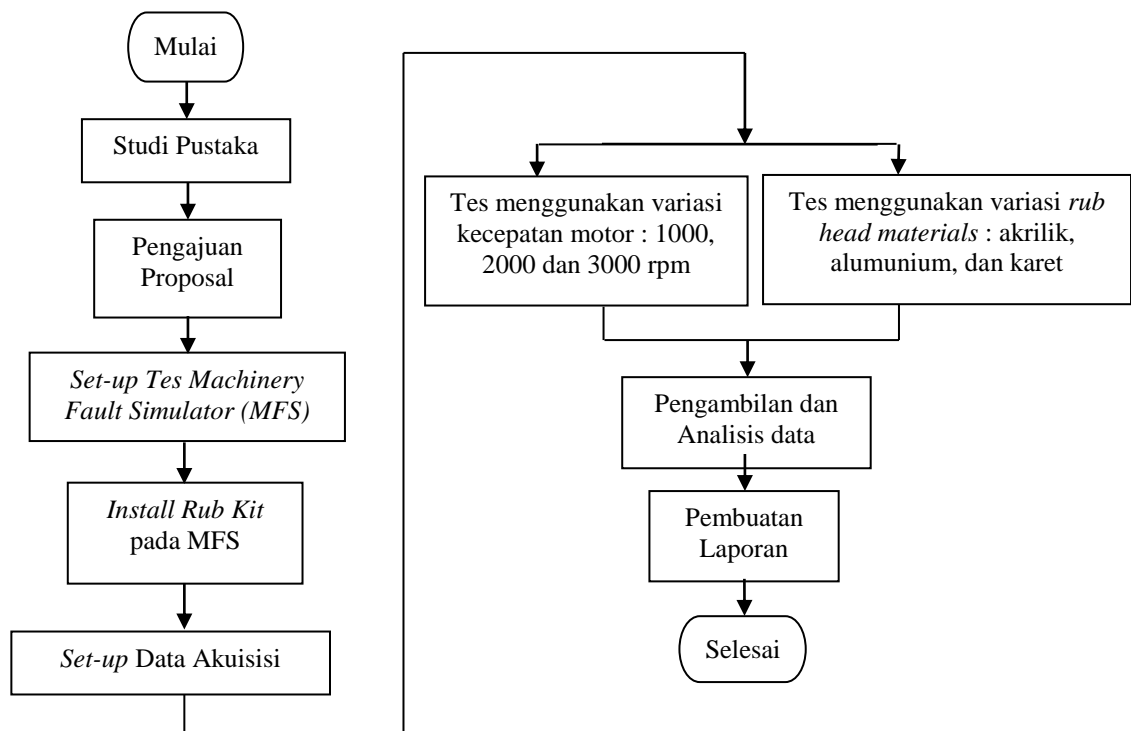 Mulai
Studi Pustaka
Pengajuan
Proposal
Set-up Tes Machinery
Fault Simulator (MFS)
Install Rub Kit
pada MFS
Set-up Data Akuisisi
Tes menggunakan variasi
kecepatan motor : 1000,
2000 dan 3000 rpm
Tes menggunakan variasi rub
head materials : akrilik,
alumunium, dan karet
Pengambilan dan
Analisis data
Pembuatan
Laporan
Selesai